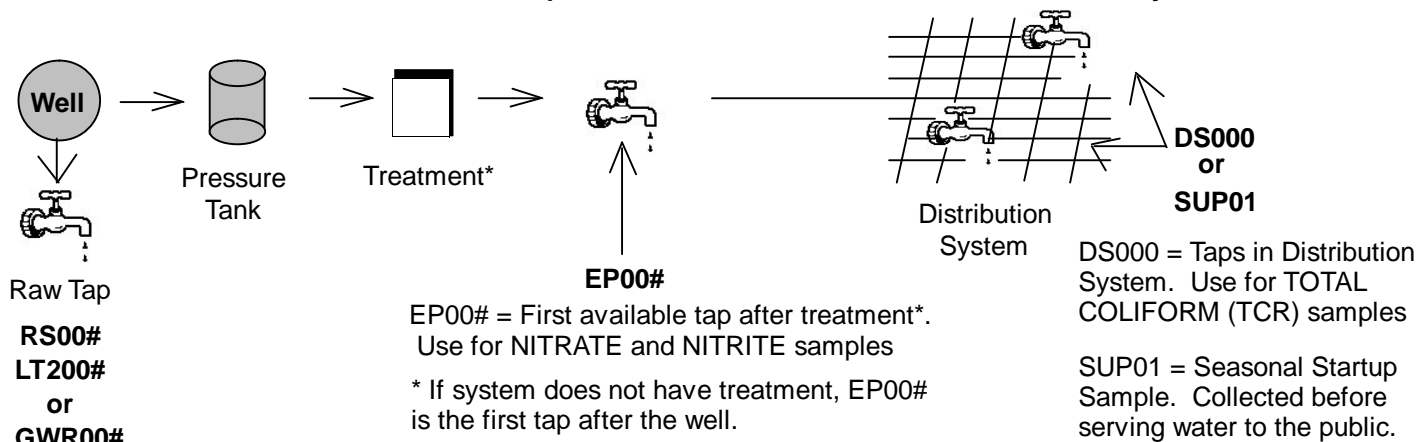 Well
Pressure
Tank
Treatment*
Raw Tap
RS00#
LT200#
or
GWR00#
EP00#
EP00# = First available tap after treatment*.
Use for NITRATE and NITRITE samples
* If system does not have treatment, EP00#
is the first tap after the well.
Distribution
System
DS000
or
SUP01
DS000 = Taps in Distribution
System. Use for TOTAL
COLIFORM (TCR) samples
SUP01 = Seasonal Startup
Sample. Collected before
serving water to the public.